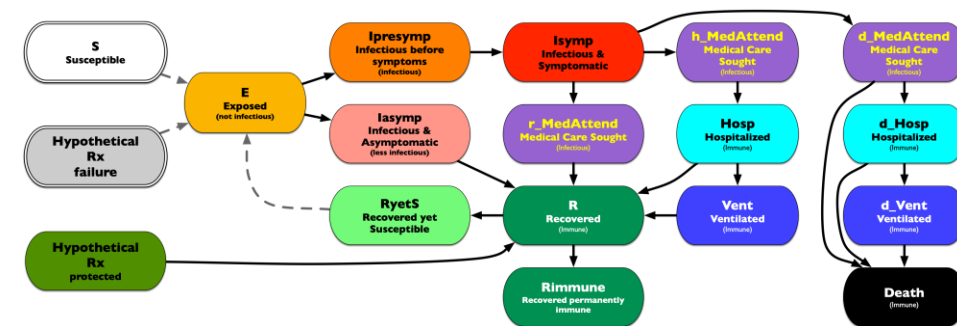 S
Susceptible
Hypothetical
Rx
failure
Hypothetical
Rx
protected
E
Exposed
(not infectious)
Ipresymp
Infectious before
symptoms
(infectious)
Iasymp
Infectious &
Asymptomatic
(less infectious)
RyetS
Recovered yet
Susceptible
Isymp
Infectious &
Symptomatic
r_MedAttend
Medical Care Sought
(Infectious)
R
Recovered
(Immune)
Rimmune
Recovered permanently
immune
h_MedAttend
Medical Care
Sought
(Infectious)
Hosp
Hospitalized
(Immune)
Vent
Ventilated
(Immune)
d_MedAttend
Medical Care
Sought
(Infectious)
d_Hosp
Hospitalized
(Immune)
d_Vent
Ventilated
(Immune)
Death
(Immune)